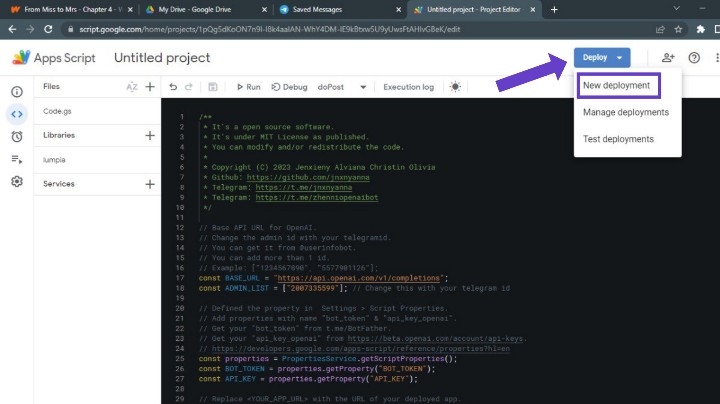 From Miss to Mrs - Chapter 4 - W
My Drive - Google Drive
Saved Messages
Untitled project - Project Editor
Apps Script
Untitled project
Deploy
New deployment
Manage deployments
Test deployments
Files
AZ
Code.gs
Libraries
lumpia
Services
Run
Debug
doPost
Execution log
1 /**
2 * It's a open source software.
3 * It's under MIT License as published.
4 * You can modify and/or redistribute the code.
5 *
6 * Copyright (C) 2023 Jenxieny Alviana Christin Olivia
7 * Github: https://github.com/jnxnyanna
8 * Telegram: https://t.me/jnxnyanna
9 * Telegram: https://t.me/zhenniopenaibot
10 */
11
12 // Base API URL for OpenAI.
13 // Change the admin id with your telegramid.
14 // You can get it from @userinfobot.
15 // You can add more than 1 id.
16 // Example: ["1234567890", "5577901126"];
17 const BASE_URL = "https://api.openai.com/v1/completions";
18 const ADMIN_LIST = ["2007335599"]; // Change this with your telegram id
19
20 // Defined the property in Settings > Script Properties.
21 // Add properties with name "bot_token" & "api_key_openai".
22 // Get your "bot_token" from t.me/BotFather.
23 // Get your "api_key_openai" from https://beta.openai.com/account/api-keys.
24 // https://developers.google.com/apps-script/reference/properties?hl=en
25 const properties = PropertiesService.getScriptProperties();
26 const BOT_TOKEN = properties.getProperty("BOT_TOKEN");
27 const API_KEY = properties.getProperty("API_KEY");
28
29 // Replace <YOUR_APP_URL> with the URL of your deployed app.